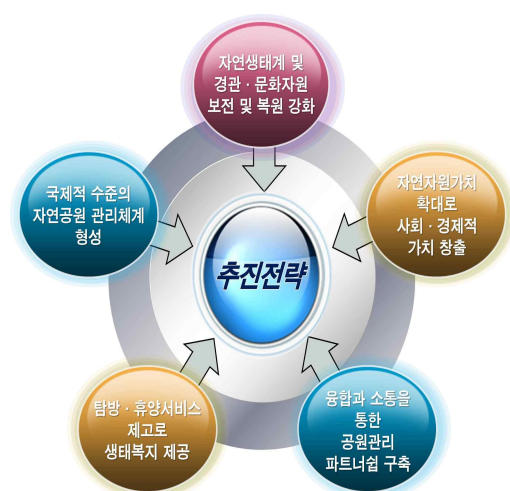 자연생태계 및
경관 · 문화자원
보전 및 복원 강화
국제적 수준의
자연공원 관리체계
형성
자연자원가치
확대로
사회 · 경제적
가치 창출
추진전략
탐방 · 휴양서비스
제고로
생태복지 제공
융합과 소통을
통한
공원관리
파트너쉽 구축